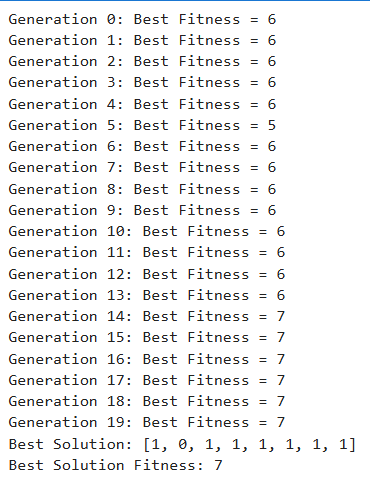 Generation 0: Best Fitness = 6
Generation 1: Best Fitness = 6
Generation 2: Best Fitness = 6
Generation 3: Best Fitness = 6
Generation 4: Best Fitness = 6
Generation 5: Best Fitness = 5
Generation 6: Best Fitness = 6
Generation 7: Best Fitness = 6
Generation 8: Best Fitness = 6
Generation 9: Best Fitness = 6
Generation 10: Best Fitness = 6
Generation 11: Best Fitness = 6
Generation 12: Best Fitness = 6
Generation 13: Best Fitness = 6
Generation 14: Best Fitness = 7
Generation 15: Best Fitness = 7
Generation 16: Best Fitness = 7
Generation 17: Best Fitness = 7
Generation 18: Best Fitness = 7
Generation 19: Best Fitness = 7
Best Solution: [1, 0, 1, 1, 1, 1, 1, 1]
Best Solution Fitness: 7